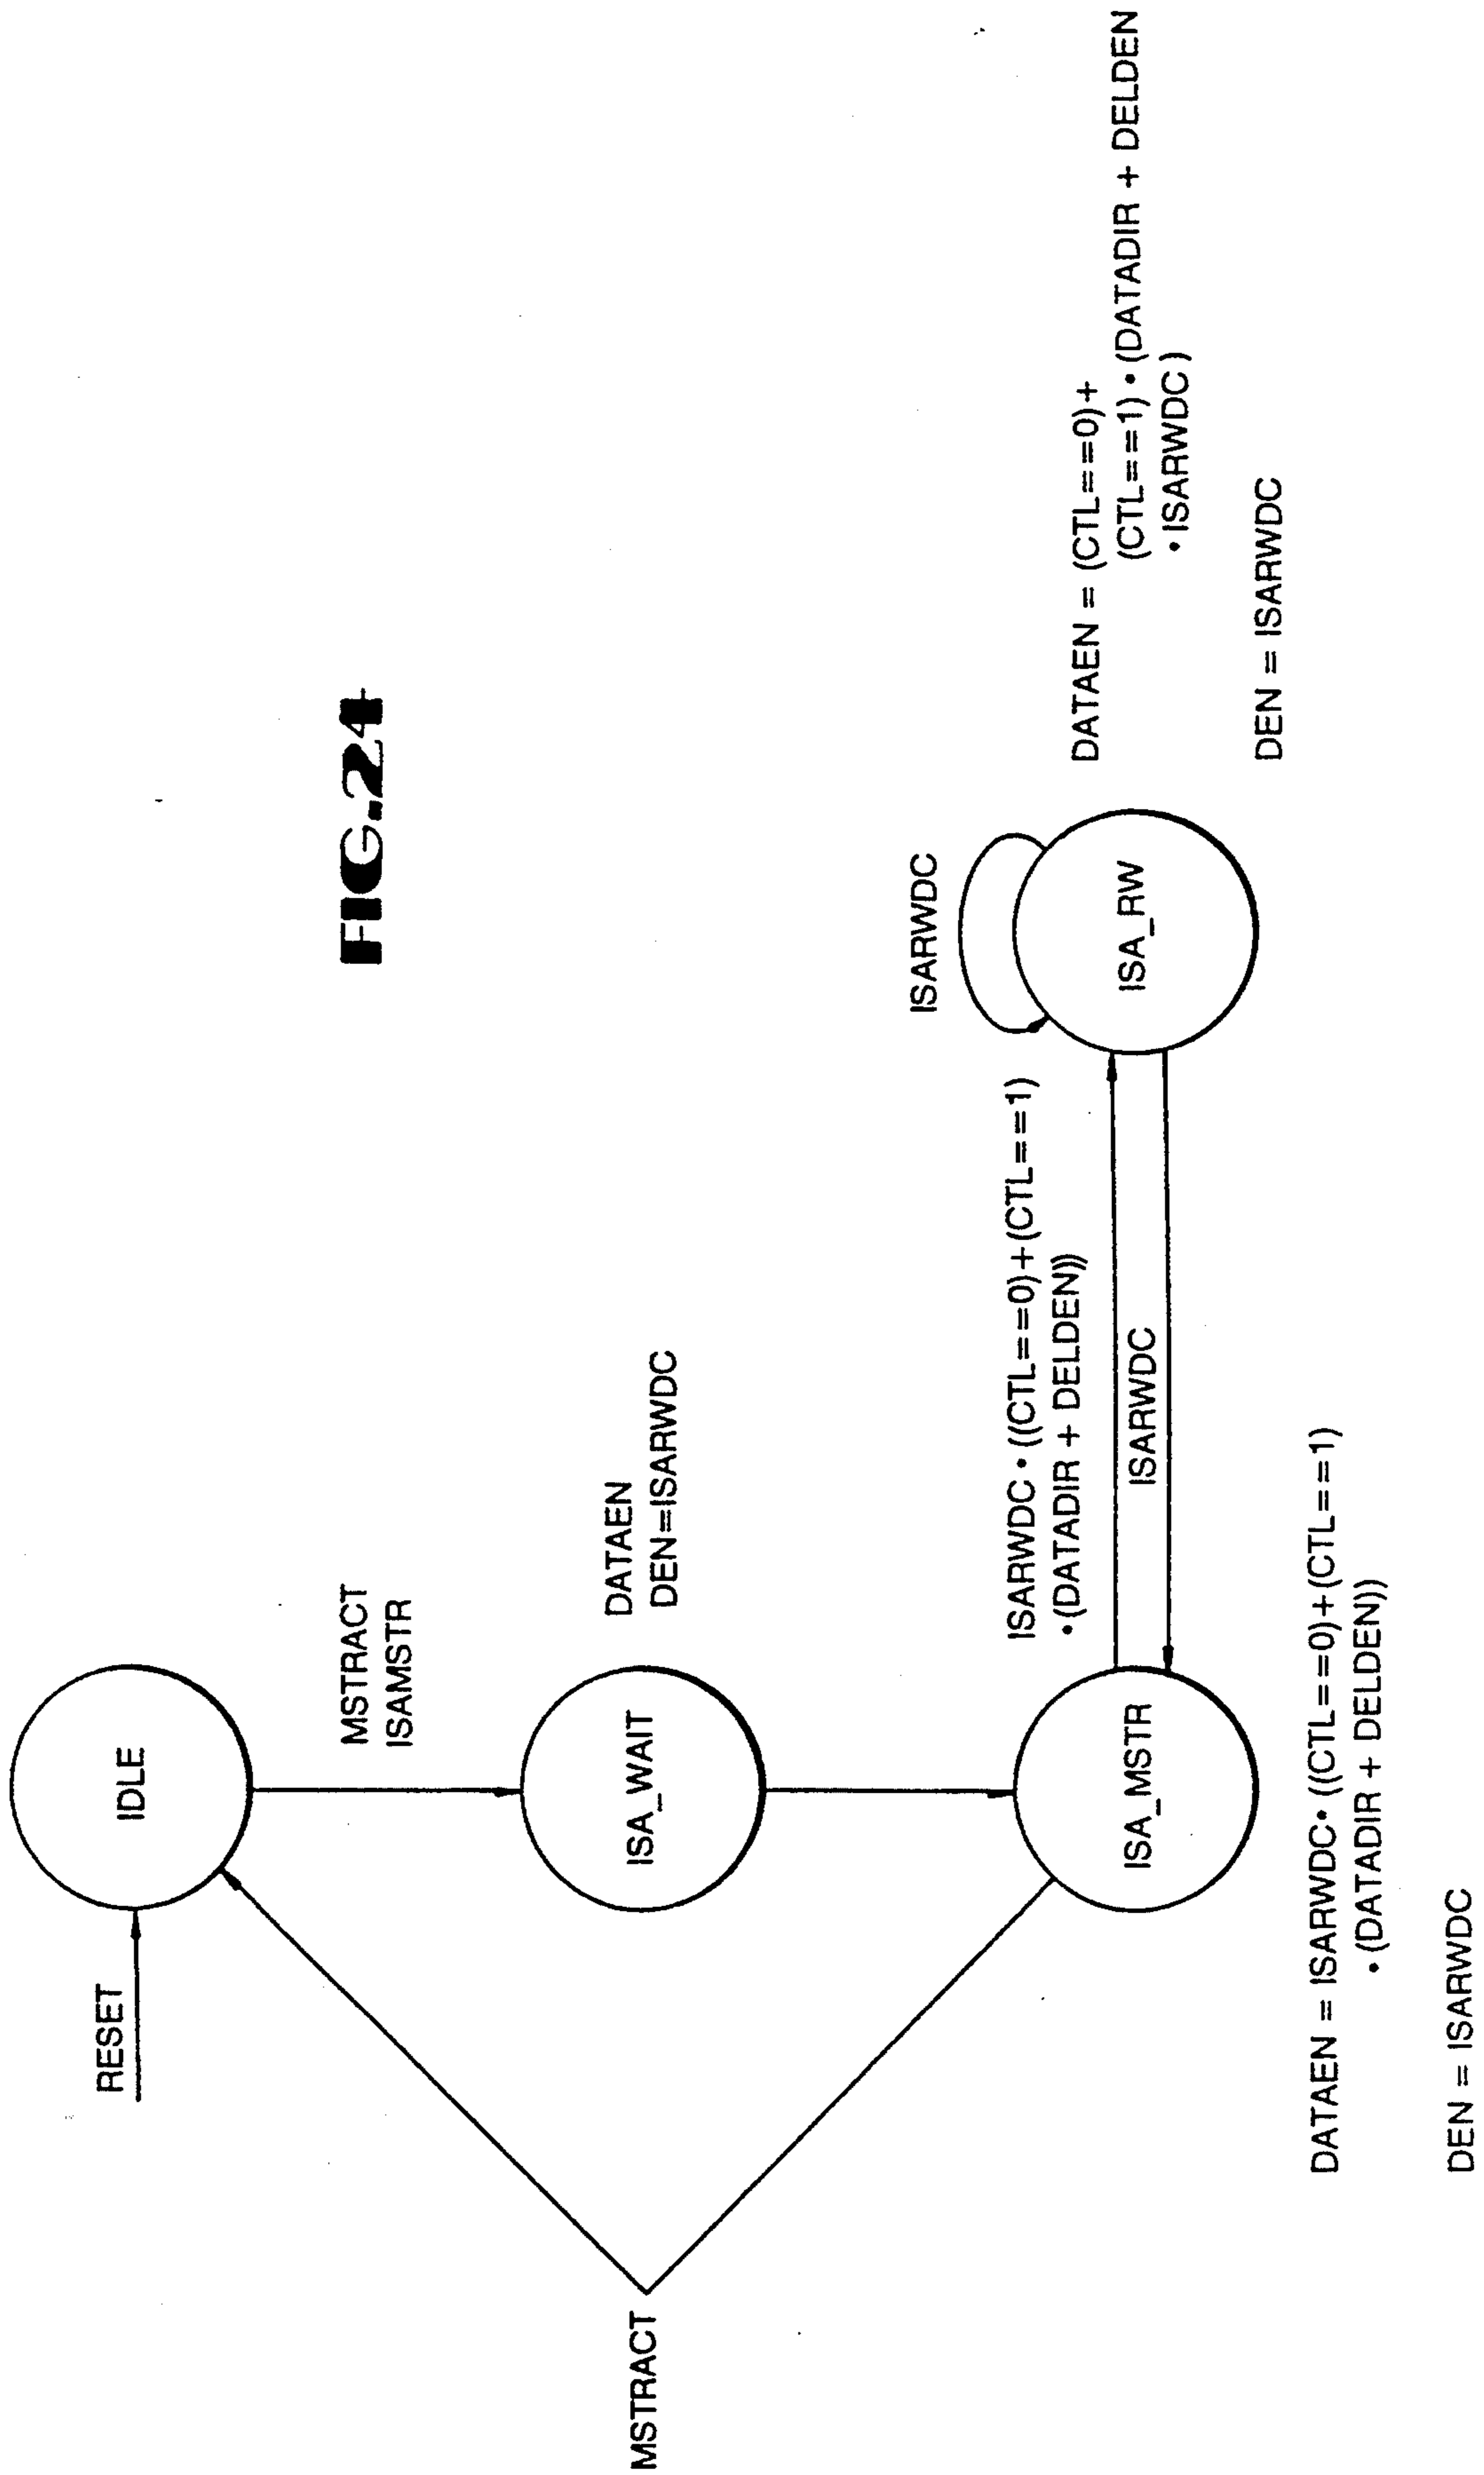 FIG.24
RESET
IDLE
MSTRACT
ISAMSTR
ISA_WAIT
DATAEN
DEN=ISARWDC
MSTRACT
ISA_MSTR
ISARWDC • ((CTL==0)+(CTL==1)
•(DATADIR + DELDEN))
ISARWDC
ISARWDC
ISA_RW
DATAEN = (CTL==0)+
(CTL==1) • (DATADIR + DELDEN
• ISARWDC)
DEN = ISARWDC
DATAEN = ISARWDC• ((CTL==0)+(CTL==1)
• (DATADIR + DELDEN))
DEN = ISARWDC